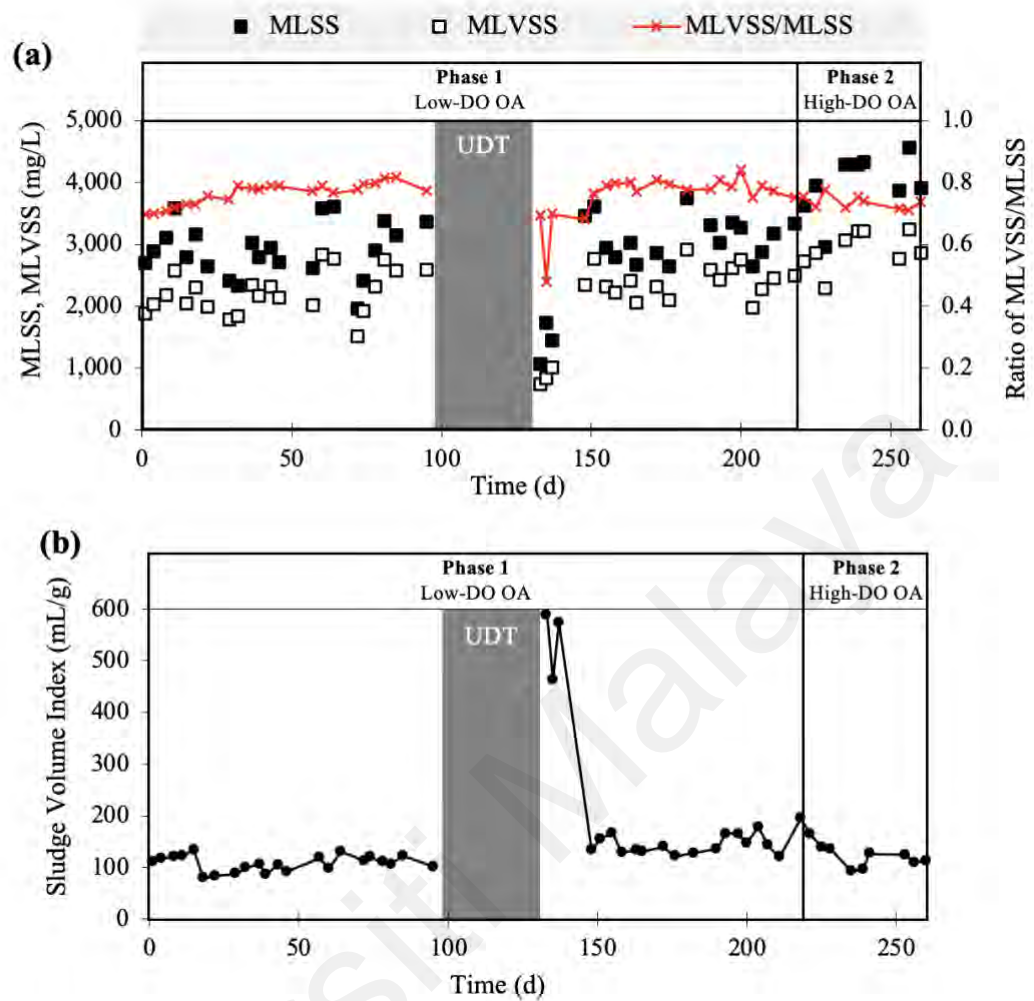 MLSS MLVSS MLVSS/MLSS
(a)
Phase 1
Low-DO OA
Phase 2
High-DO OA
UDT
MLSS, MLVSS (mg/L)
5,000
4,000
3,000
2,000
1,000
0
Ratio of MLVSS/MLSS
1.0
0.8
0.6
0.4
0.2
0.0
0 50 100 150 200 250
Time (d)
(b)
Phase 1
Low-DO OA
Phase 2
High-DO OA
UDT
Sludge Volume Index (mL/g)
600
500
400
300
200
100
0
0 50 100 150 200 250
Time (d)
siti Malaya